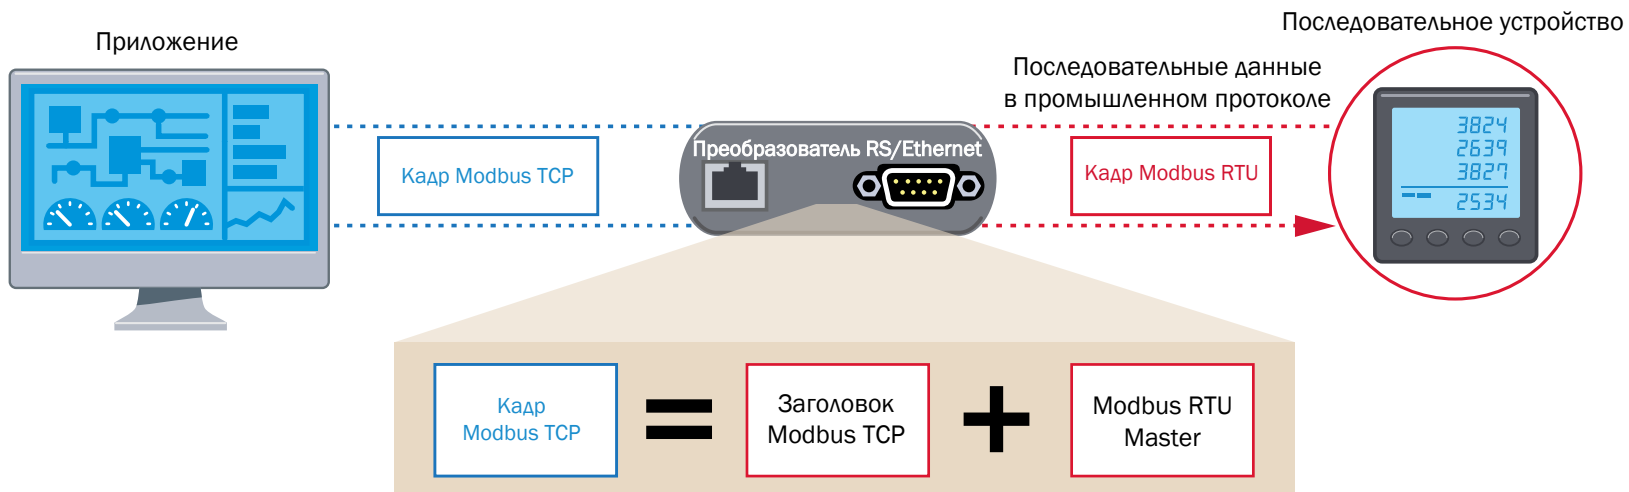 Приложение
Последовательное устройство
Последовательные данные
в промышленном протоколе
Кадр Modbus TCP
Преобразователь RS/Ethernet
Кадр Modbus RTU
3824
2639
3827
2534
Кадр
Modbus TCP
=
Заголовок
Modbus TCP
+
Modbus RTU
Master